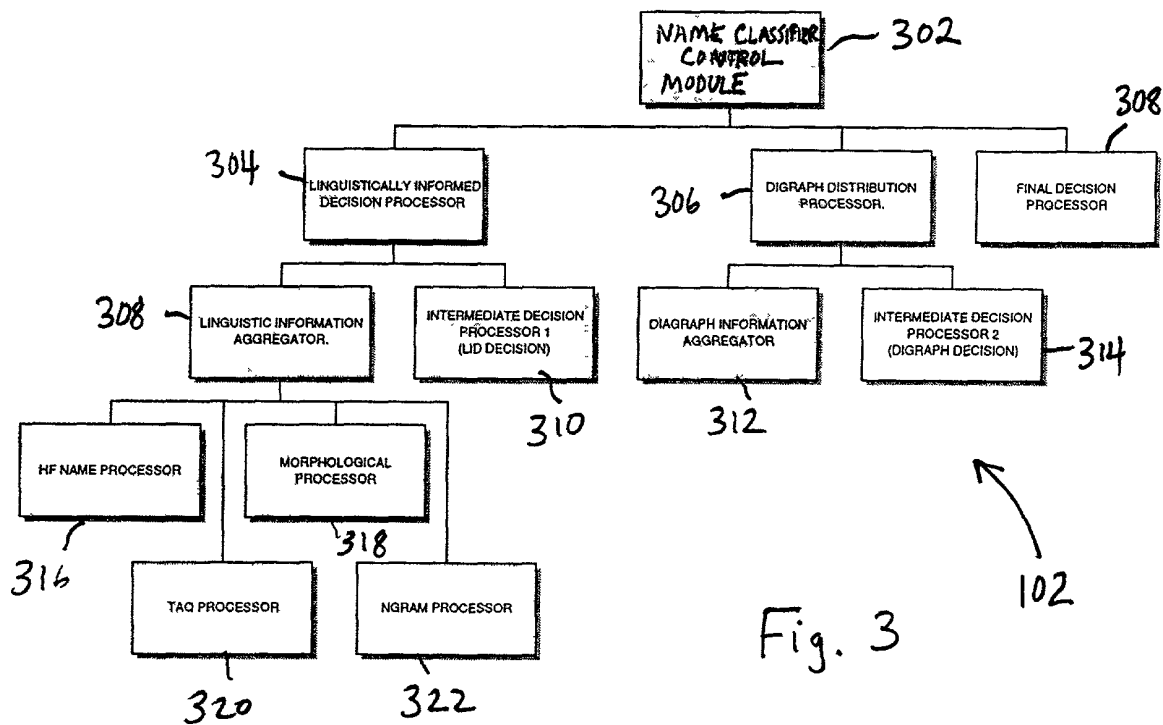 NAME CLASSIFIER
CONTROL
MODULE
302
308
304
LINGUISTICALLY INFORMED
DECISION PROCESSOR
306
DIGRAPH DISTRIBUTION
PROCESSOR.
FINAL DECISION
PROCESSOR
308
LINGUISTIC INFORMATION
AGGREGATOR.
INTERMEDIATE DECISION
PROCESSOR 1
(LID DECISION)
DIAGRAPH INFORMATION
AGGREGATOR
INTERMEDIATE DECISION
PROCESSOR 2
(DIGRAPH DECISION)
314
310
312
HF NAME PROCESSOR
MORPHOLOGICAL
PROCESSOR
316
318
TAQ PROCESSOR
NGRAM PROCESSOR
102
Fig. 3
320
322